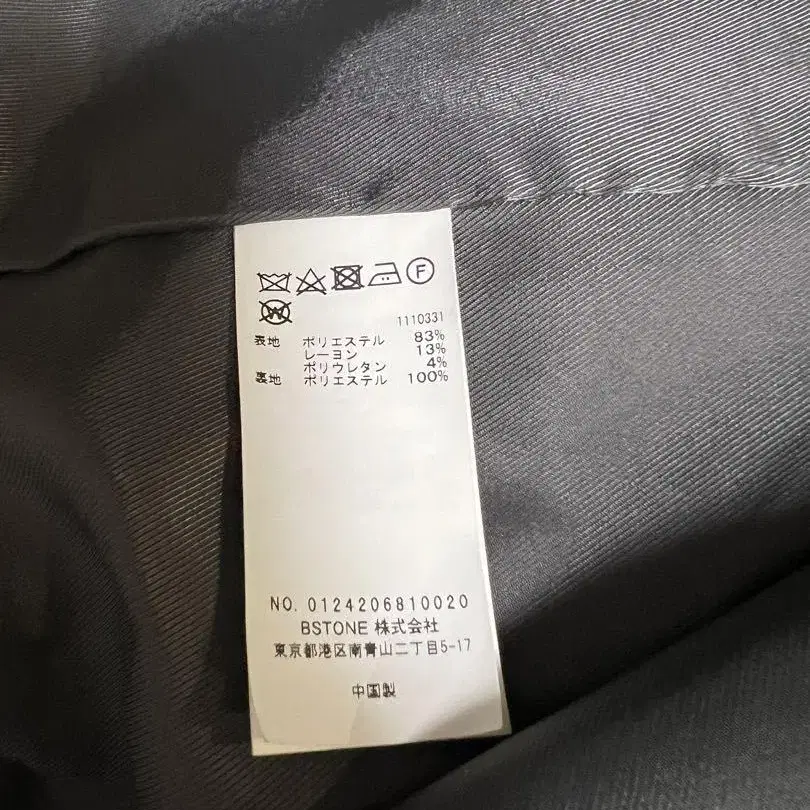 F
W
1110331
表地 ポリエステル 83%
レーヨン 13%
ポリウレタン 4%
裏地 ポリエステル 100%
NO. 0124206810020
BSTONE 株式会社
東京都港区南青山二丁目5-17
中国製